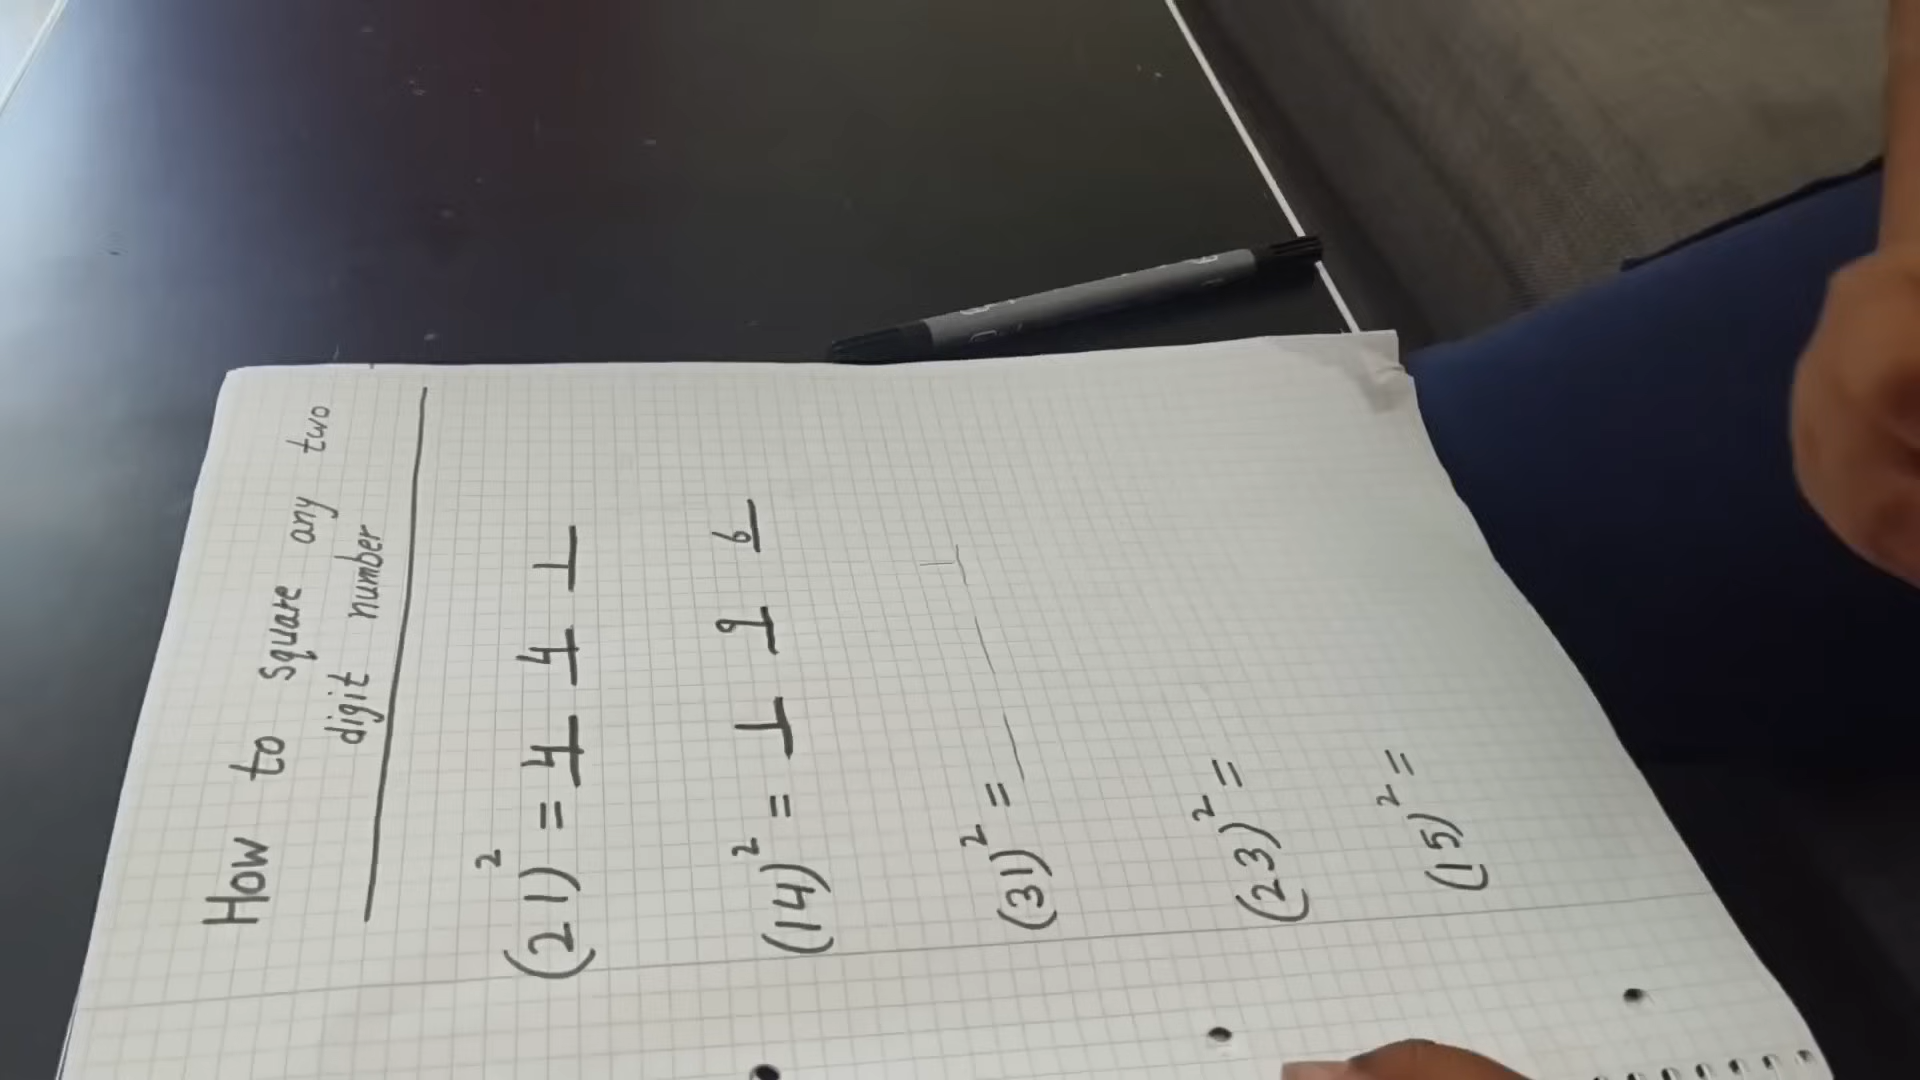 How to square any two
digit number
(21)² = 4 4 1
(14)² = 1 9 6
(31)² = _ _ 1
(23)² =
(15)² =